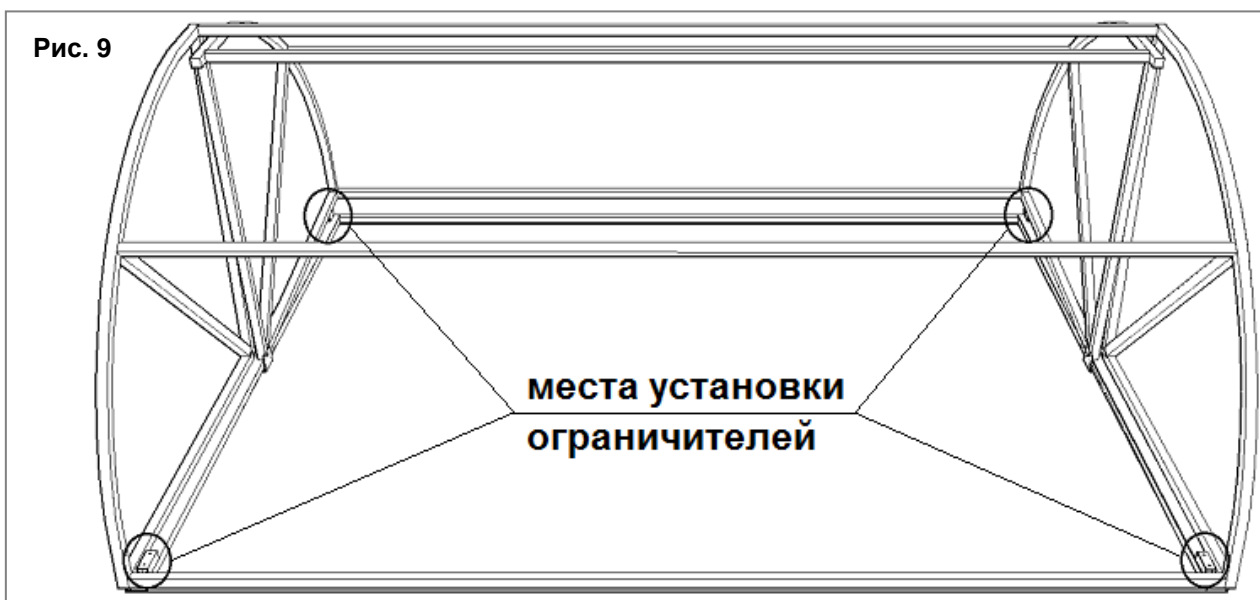 Рис. 9
места установки
ограничителей